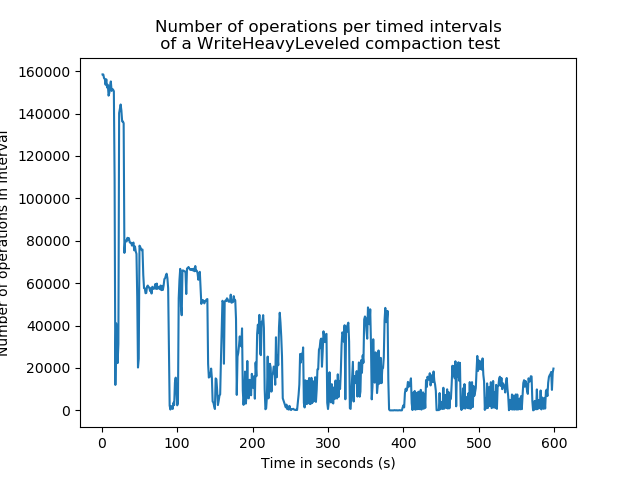 Number of operations per timed intervals
of a WriteHeavyLeveled compaction test
160000
140000
120000
100000
80000
60000
40000
20000
0
Number of operations in interval
0 100 200 300 400 500 600
Time in seconds (s)